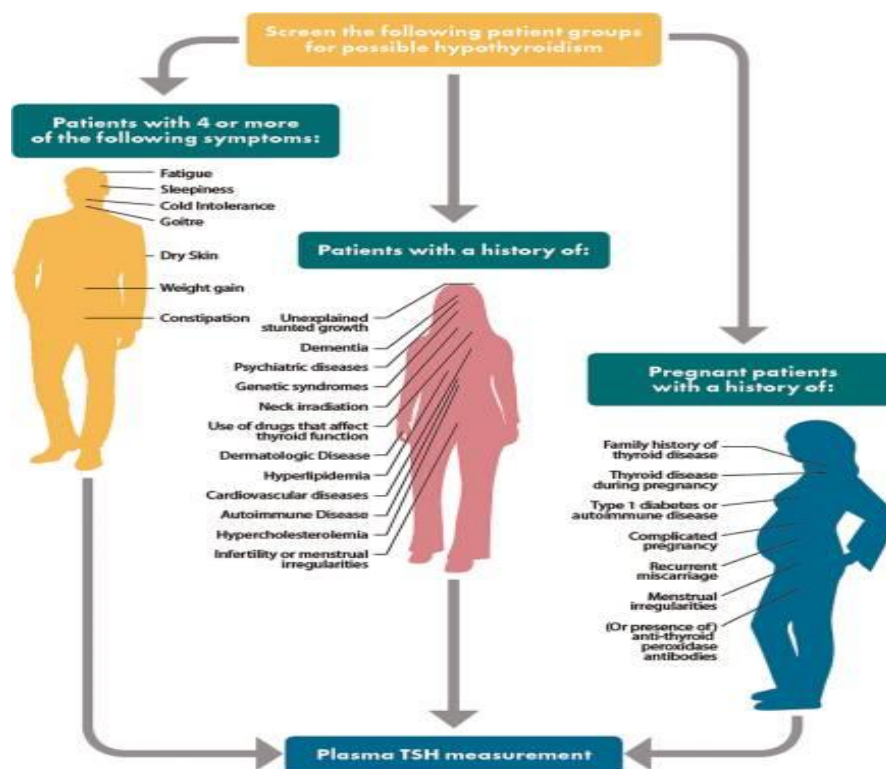 Screen the following patient groups
for possible hypothyroidism
Patients with 4 or more
of the following symptoms:
Fatigue
Sleepiness
Cold Intolerance
Goitre
Dry Skin
Weight gain
Constipation
Patients with a history of:
Unexplained
stunted growth
Dementia
Psychiatric diseases
Genetic syndromes
Neck irradiation
Use of drugs that affect
thyroid function
Dermatologic Disease
Hyperlipidemia
Cardiovascular diseases
Autoimmune Disease
Hypercholesterolemia
Infertility or menstrual
irregularities
Pregnant patients
with a history of:
Family history of
thyroid disease
Thyroid disease
during pregnancy
Type 1 diabetes or
autoimmune disease
Complicated
pregnancy
Recurrent
miscarriage
Menstrual
irregularities
(Or presence of)
anti-thyroid
peroxidase
antibodies
Plasma TSH measurement